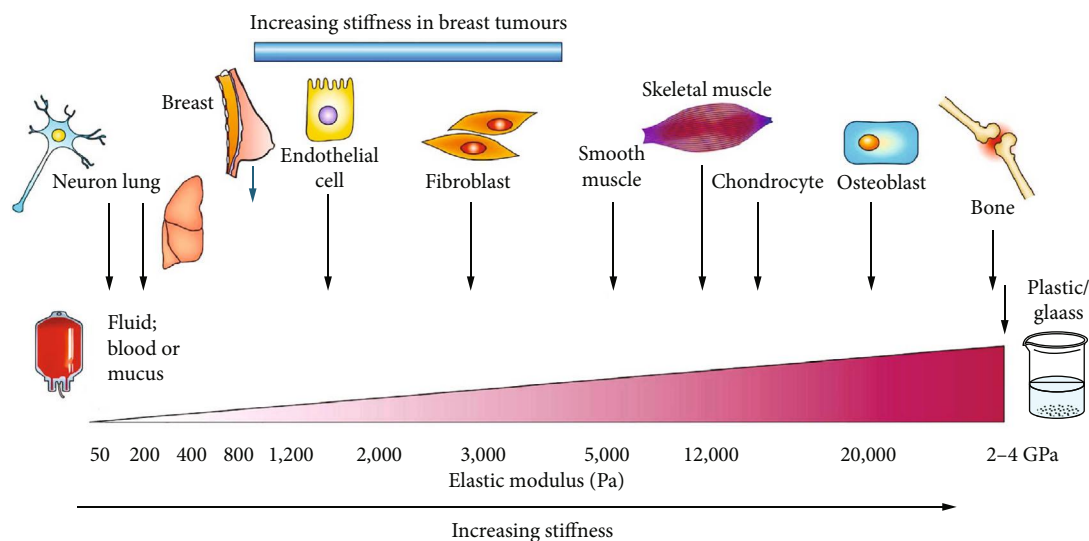 Increasing stiffness in breast tumours
Breast
Skeletal muscle
Neuron lung
Endothelial
cell
Fibroblast
Smooth
muscle
Chondrocyte
Osteoblast
Bone
Fluid;
blood or
mucus
Plastic/
glaass
50 200 400 800 1,200 2,000 3,000 5,000 12,000 20,000 2–4 GPa
Elastic modulus (Pa)
Increasing stiffness